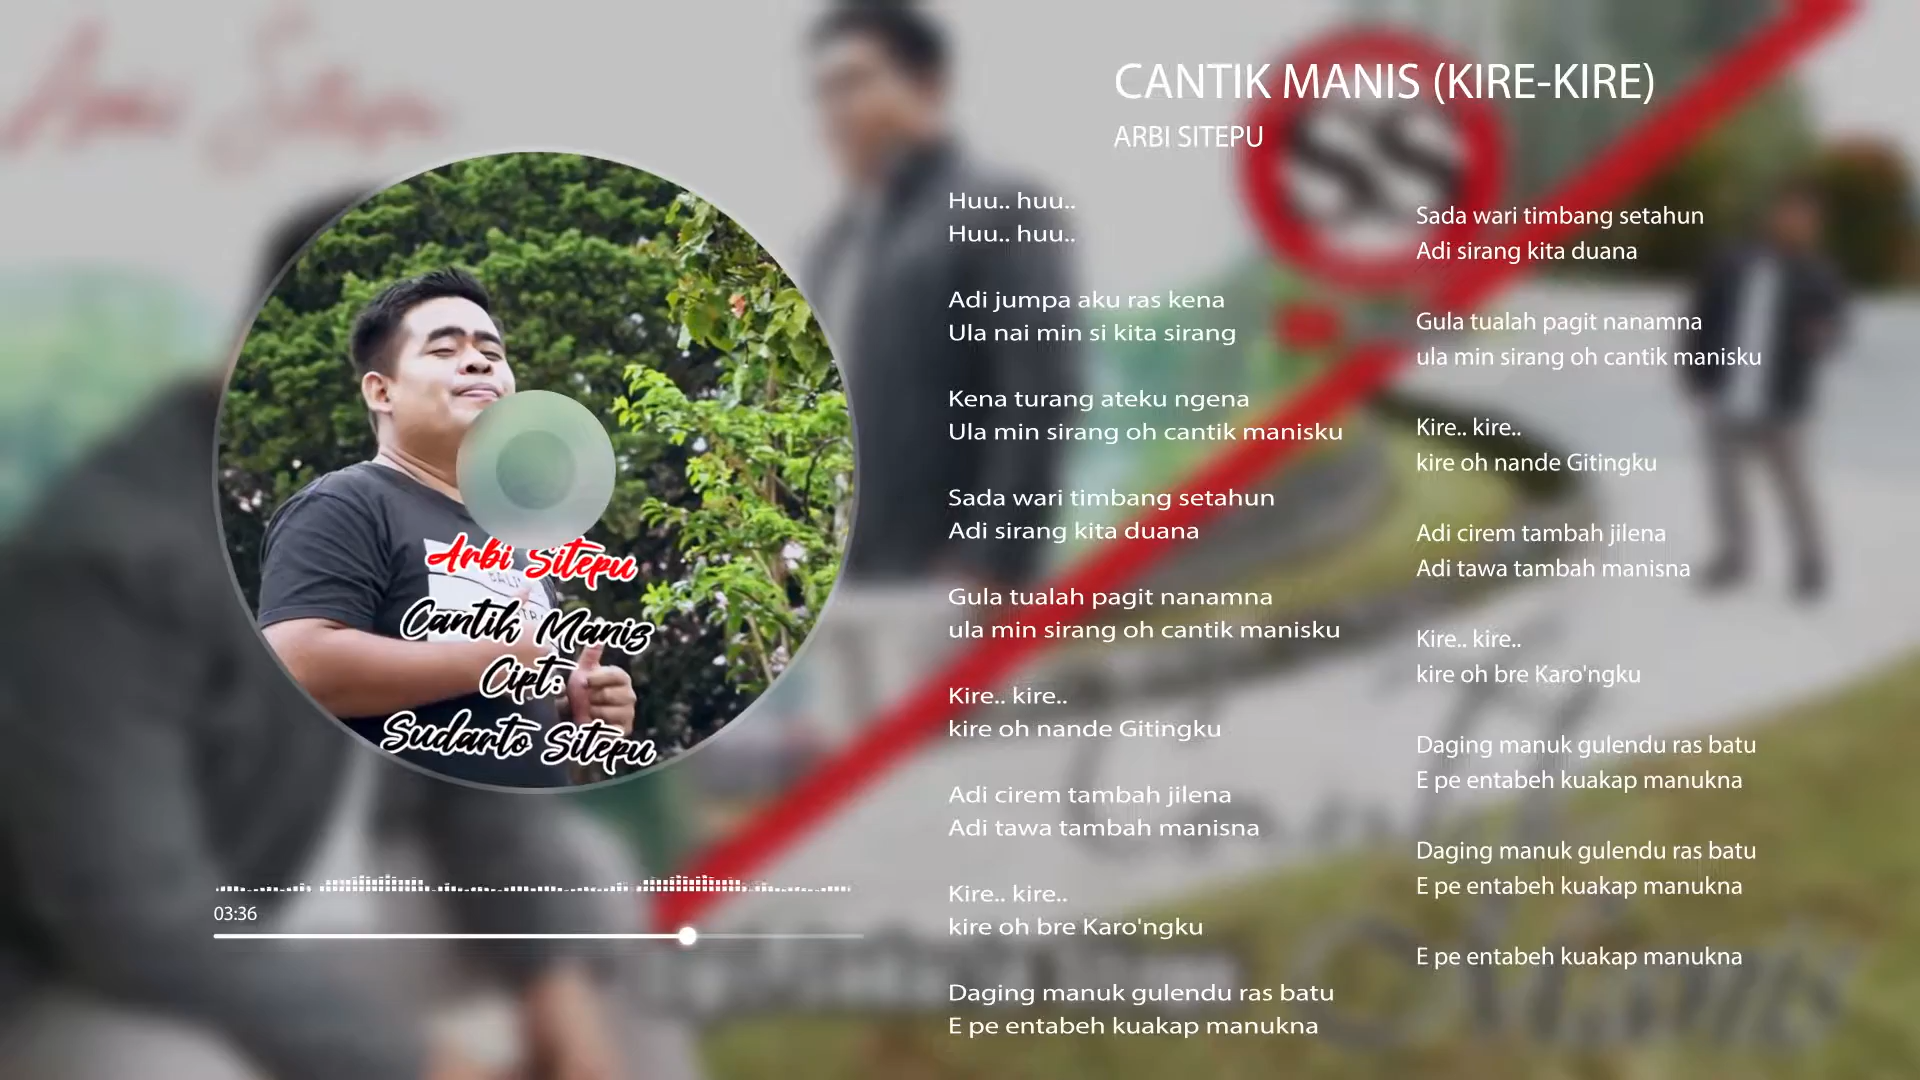 CANTIK MANIS (KIRE-KIRE)
ARBI SITEPU
Huu.. huu..
Huu.. huu..
Adi jumpa aku ras kena
Ula nai min si kita sirang
Kena turang ateku ngena
Ula min sirang oh cantik manisku
Sada wari timbang setahun
Adi sirang kita duana
Gula tualah pagit nanamna
ula min sirang oh cantik manisku
Kire.. kire..
kire oh nande Gitingku
Adi cirem tambah jilena
Adi tawa tambah manisna
Kire.. kire..
kire oh bre Karo'ngku
Daging manuk gulendu ras batu
E pe entabeh kuakap manukna
Sada wari timbang setahun
Adi sirang kita duana
Gula tualah pagit nanamna
ula min sirang oh cantik manisku
Kire.. kire..
kire oh nande Gitingku
Adi cirem tambah jilena
Adi tawa tambah manisna
Kire.. kire..
kire oh bre Karo'ngku
Daging manuk gulendu ras batu
E pe entabeh kuakap manukna
Daging manuk gulendu ras batu
E pe entabeh kuakap manukna
E pe entabeh kuakap manukna
Arbi Sitepu
Cantik Manis
Cipt:
Sudarto Sitepu
03:36
SS